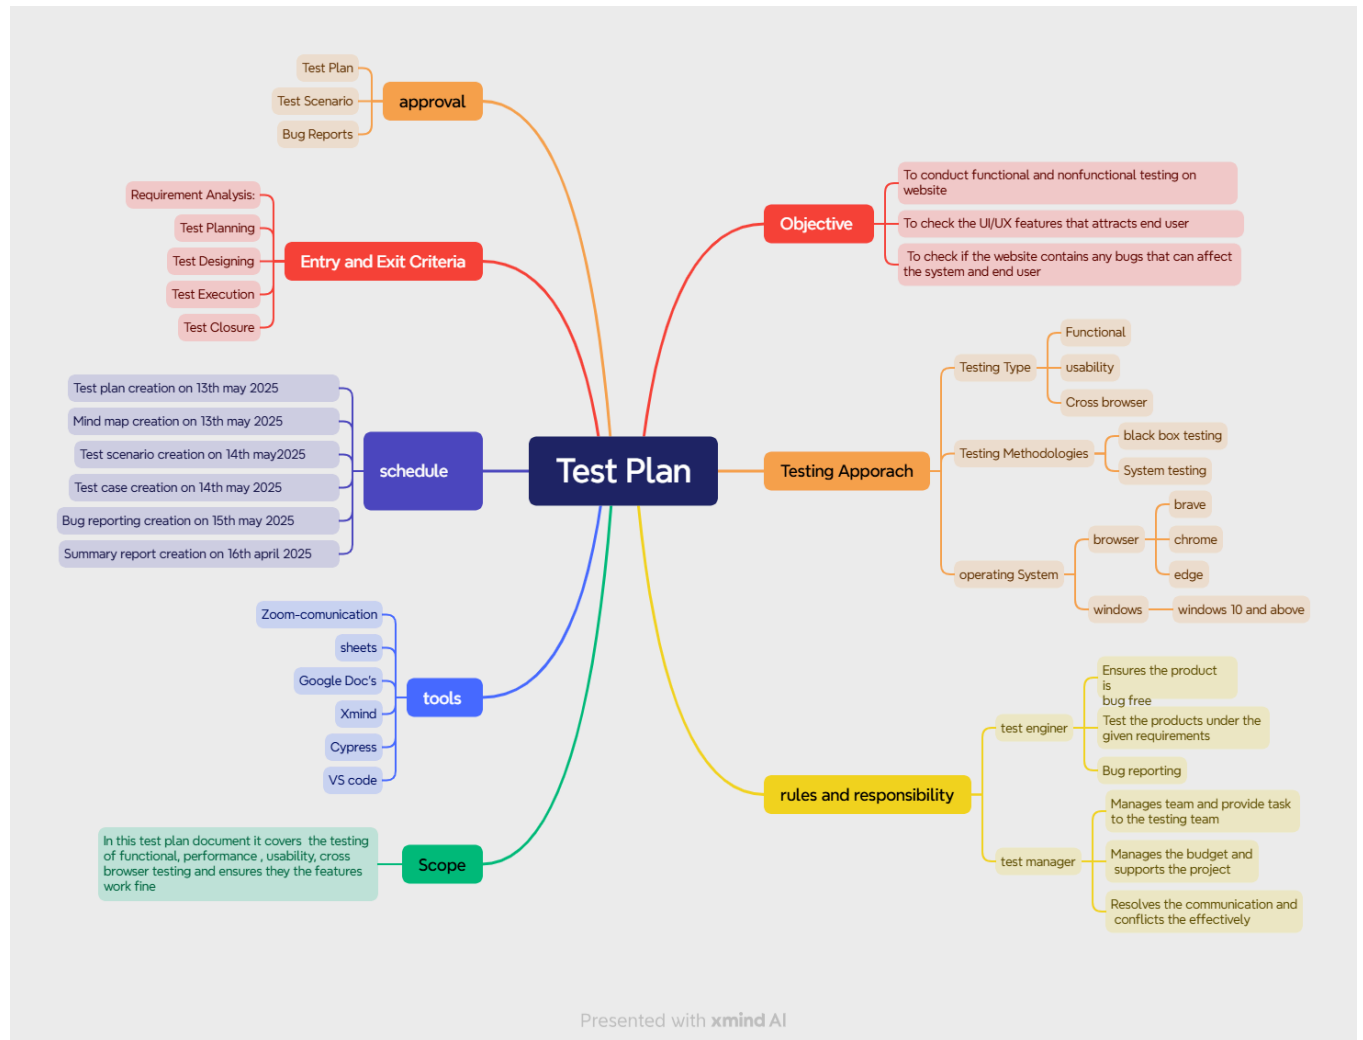 Test Plan
approval
Test Plan
Test Scenario
Bug Reports
Entry and Exit Criteria
Requirement Analysis:
Test Planning
Test Designing
Test Execution
Test Closure
schedule
Test plan creation on 13th may 2025
Mind map creation on 13th may 2025
Test scenario creation on 14th may2025
Test case creation on 14th may 2025
Bug reporting creation on 15th may 2025
Summary report creation on 16th april 2025
tools
Zoom-comunication
sheets
Google Doc's
Xmind
Cypress
VS code
Scope
In this test plan document it covers the testing
of functional, performance , usability, cross
browser testing and ensures they the features
work fine
Objective
To conduct functional and nonfunctional testing on
website
To check the UI/UX features that attracts end user
To check if the website contains any bugs that can affect
the system and end user
Testing Apporach
Testing Type
Functional
usability
Cross browser
Testing Methodologies
black box testing
System testing
operating System
browser
brave
chrome
edge
windows
windows 10 and above
rules and responsibility
test enginer
Ensures the product
is
bug free
Test the products under the
given requirements
Bug reporting
test manager
Manages team and provide task
to the testing team
Manages the budget and
supports the project
Resolves the communication and
conflicts the effectively
Presented with xmind AI